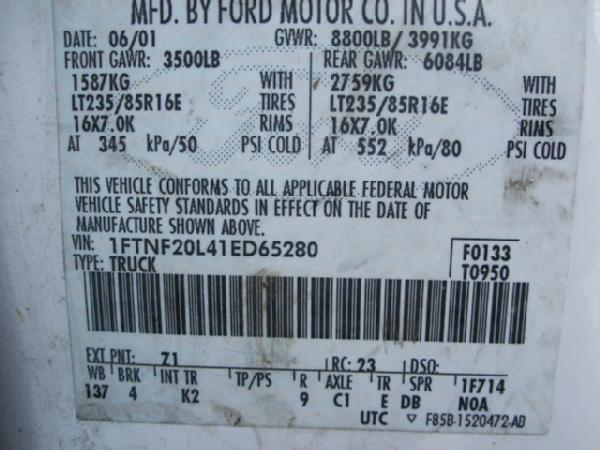 MFD. BY FORD MOTOR CO. IN U.S.A.
DATE: 06/01 GVWR: 8800LB/3991KG
FRONT GAWR: 3500LB REAR GAWR: 6084LB
1587KG WITH 2759KG WITH
LT235/85R16E TIRES LT235/85R16E TIRES
16X7.0K RIMS 16X7.0K RIMS
AT 345 kPa/50 PSI COLD AT 552 kPa/80 PSI COLD
THIS VEHICLE CONFORMS TO ALL APPLICABLE FEDERAL MOTOR
VEHICLE SAFETY STANDARDS IN EFFECT ON THE DATE OF
MANUFACTURE SHOWN ABOVE.
VIN: 1FTNF20L41ED65280 F0133
TYPE: TRUCK T0950
EXT PNT: Z1 RC: 23 DSO:
WB BRK INT TR TP/PS R AXLE TR SPR 1F714
137 4 K2 9 C1 E DB NOA
UTC ▽ F85B-1520472-AB